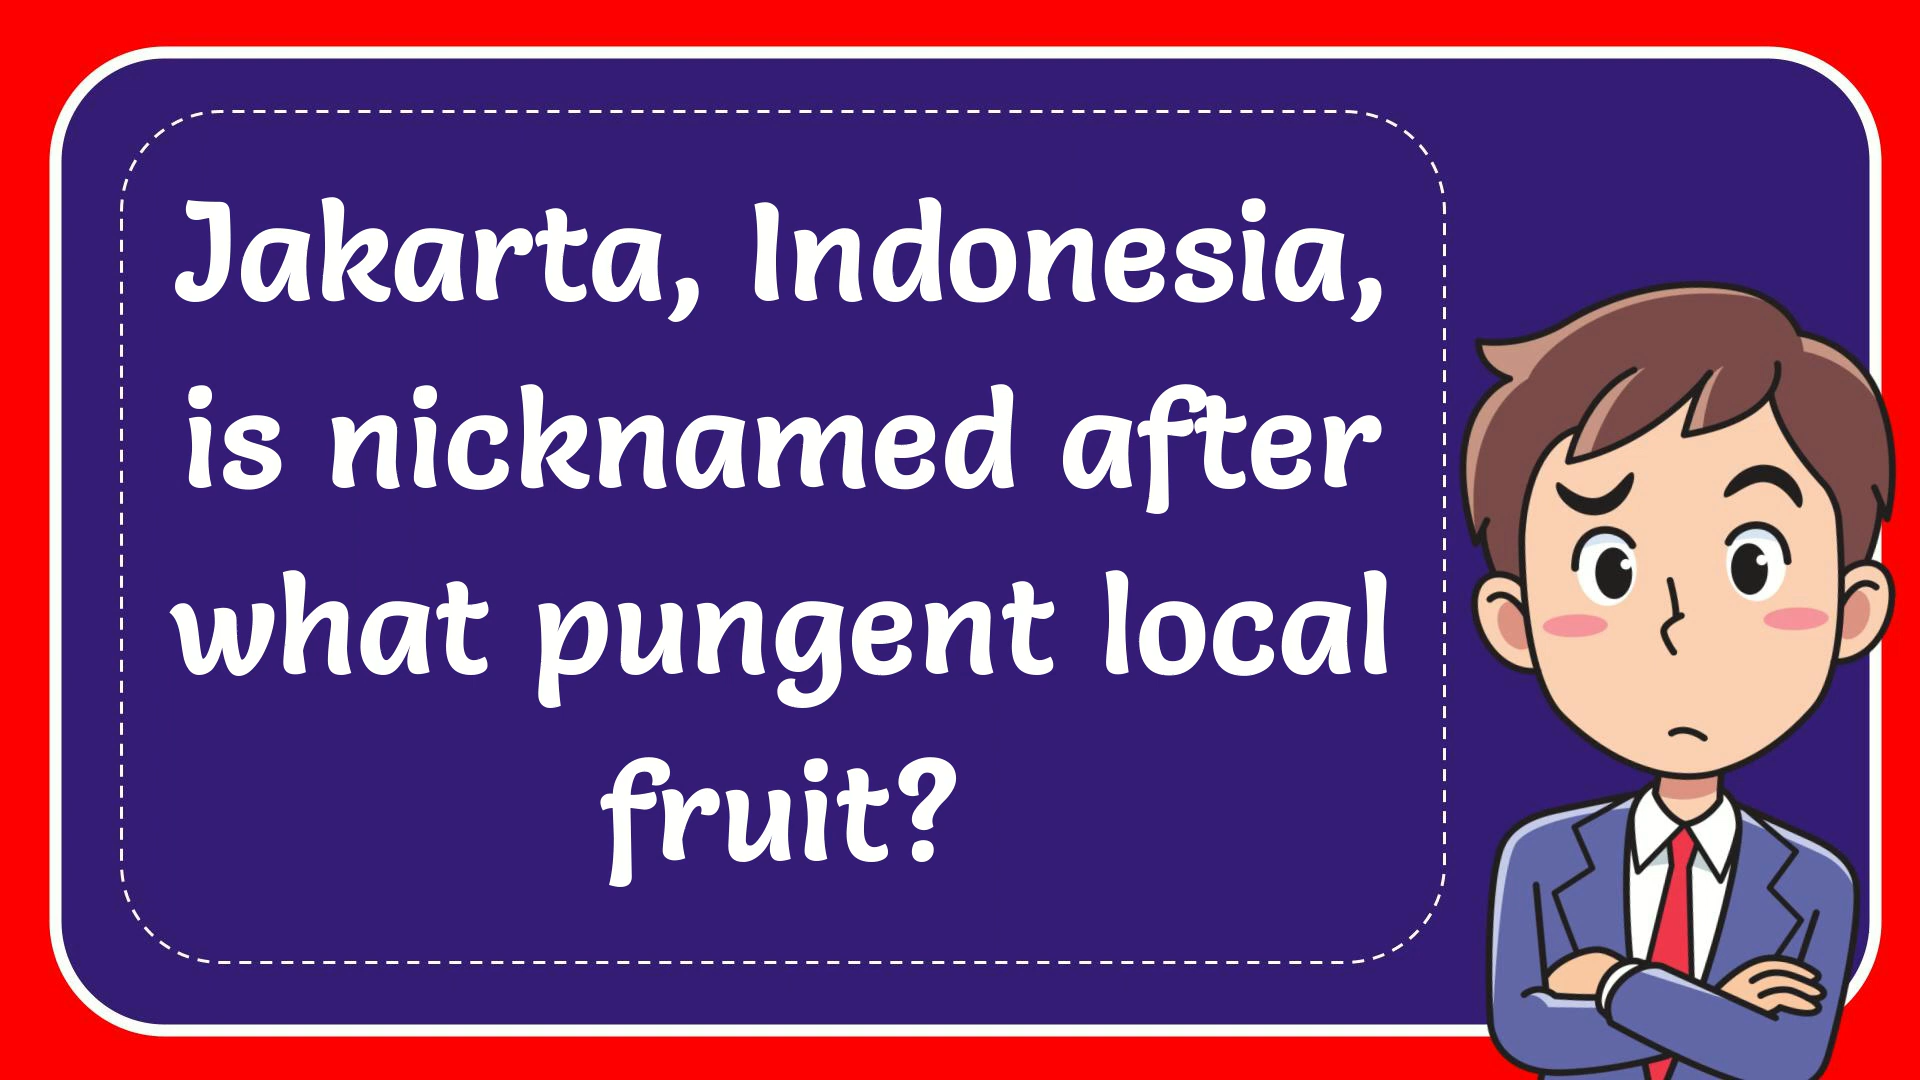 Jakarta, Indonesia,
is nicknamed after
what pungent local
fruit?